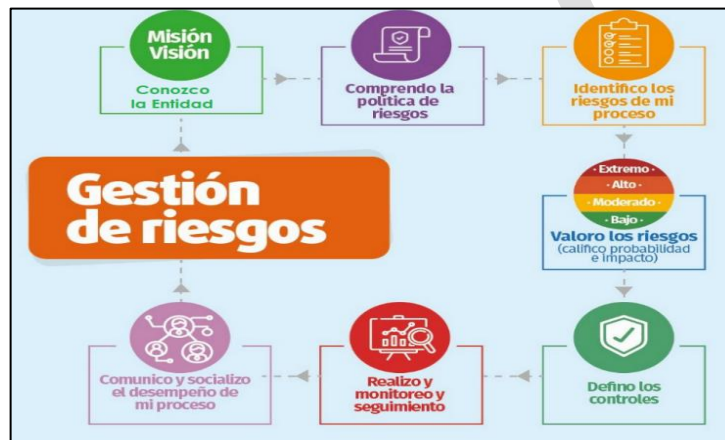 Misión
Visión
Conozco
la Entidad
Comprendo la
política de
riesgos
Identifico los
riesgos de mi
proceso
Gestión
de riesgos
· Extremo ·
· Alto ·
· Moderado ·
· Bajo ·
Valoro los riesgos
(califico probabilidad
e impacto)
Defino los
controles
Realizo y
monitoreo y
seguimiento
Comunico y socializo
el desempeño de
mi proceso